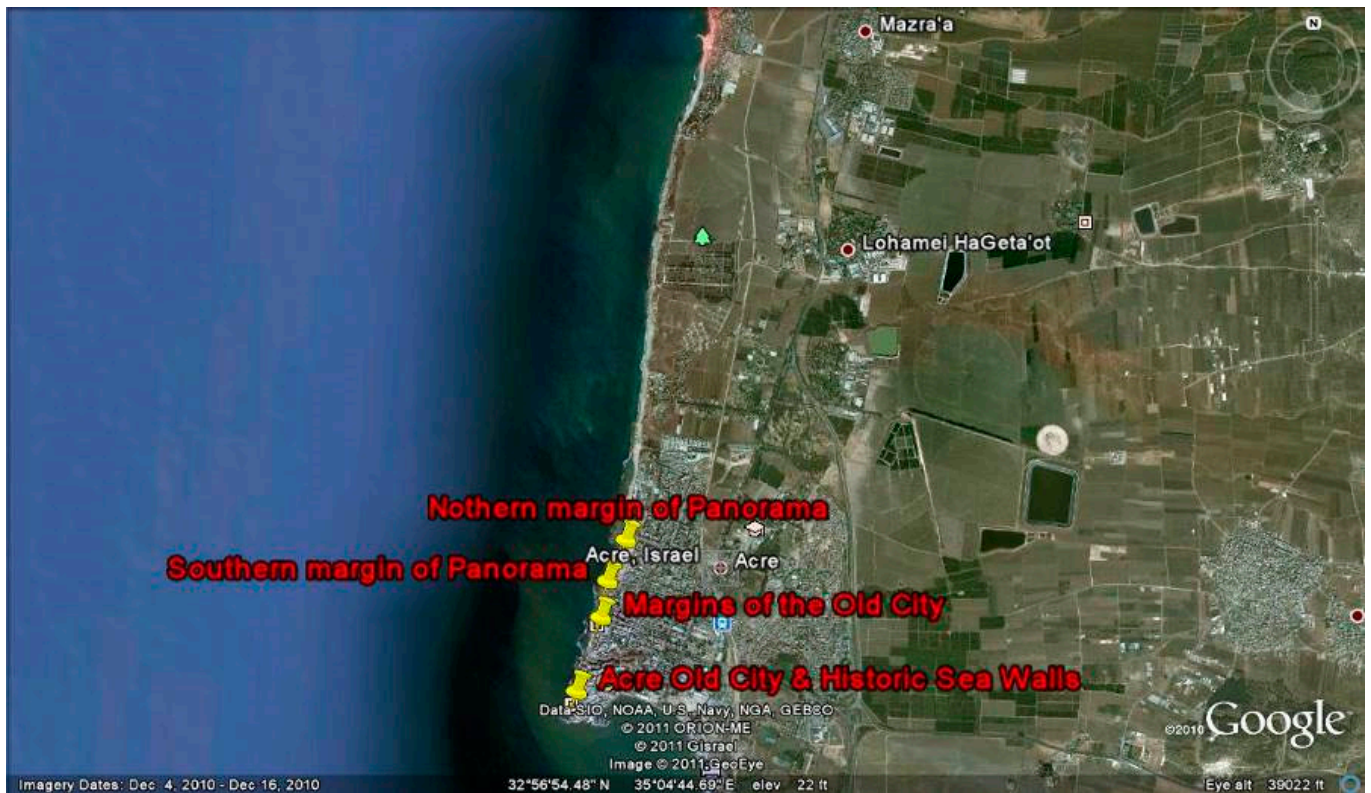 N
Mazra'a
Lohamei HaGeta'ot
Nothern margin of Panorama
Acre, Israel
Acre
Southern margin of Panorama
Margins of the Old City
Acre Old City & Historic Sea Walls
Data SIO, NOAA, U.S. Navy, NGA, GEBCO
© 2011 ORION-ME
© 2011 Gisrael
Image © 2011 GeoEye
©2010 Google
Imagery Dates: Dec 4, 2010 - Dec 16, 2010
32°56'54.48" N 35°04'44.69" E elev 22 ft
Eye alt 39022 ft